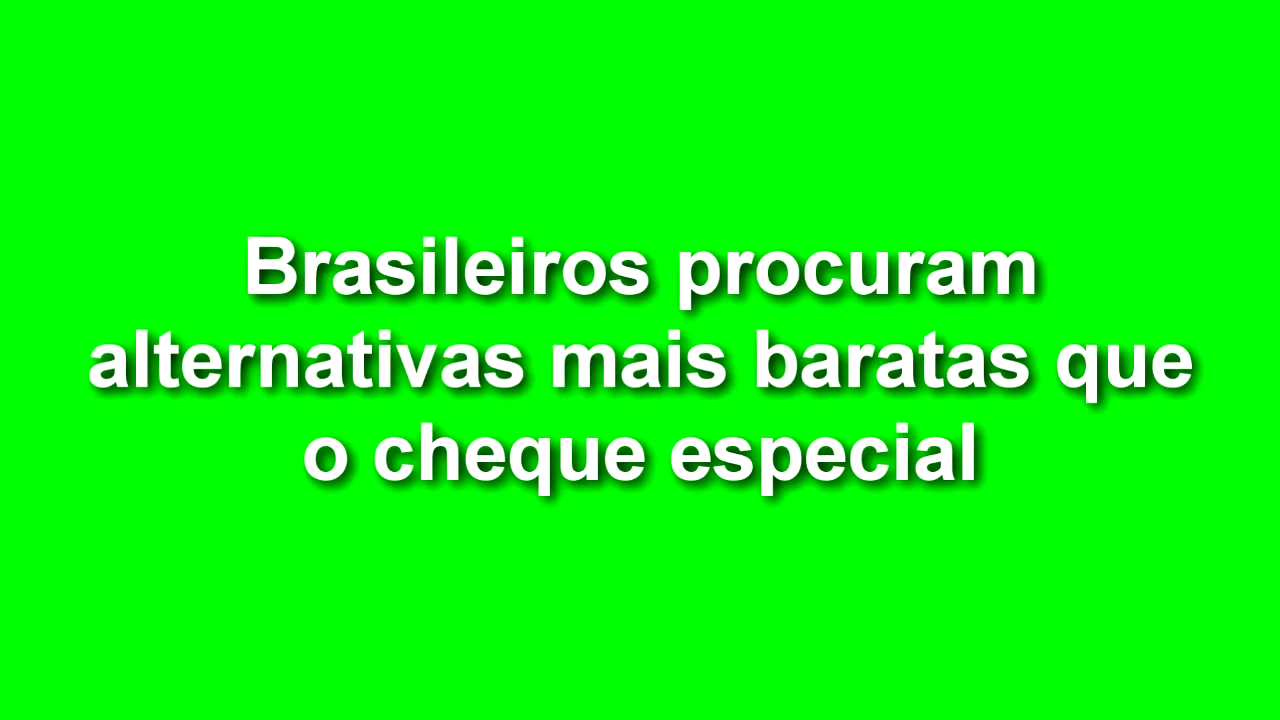 Brasileiros procuram
alternativas mais baratas que
o cheque especial